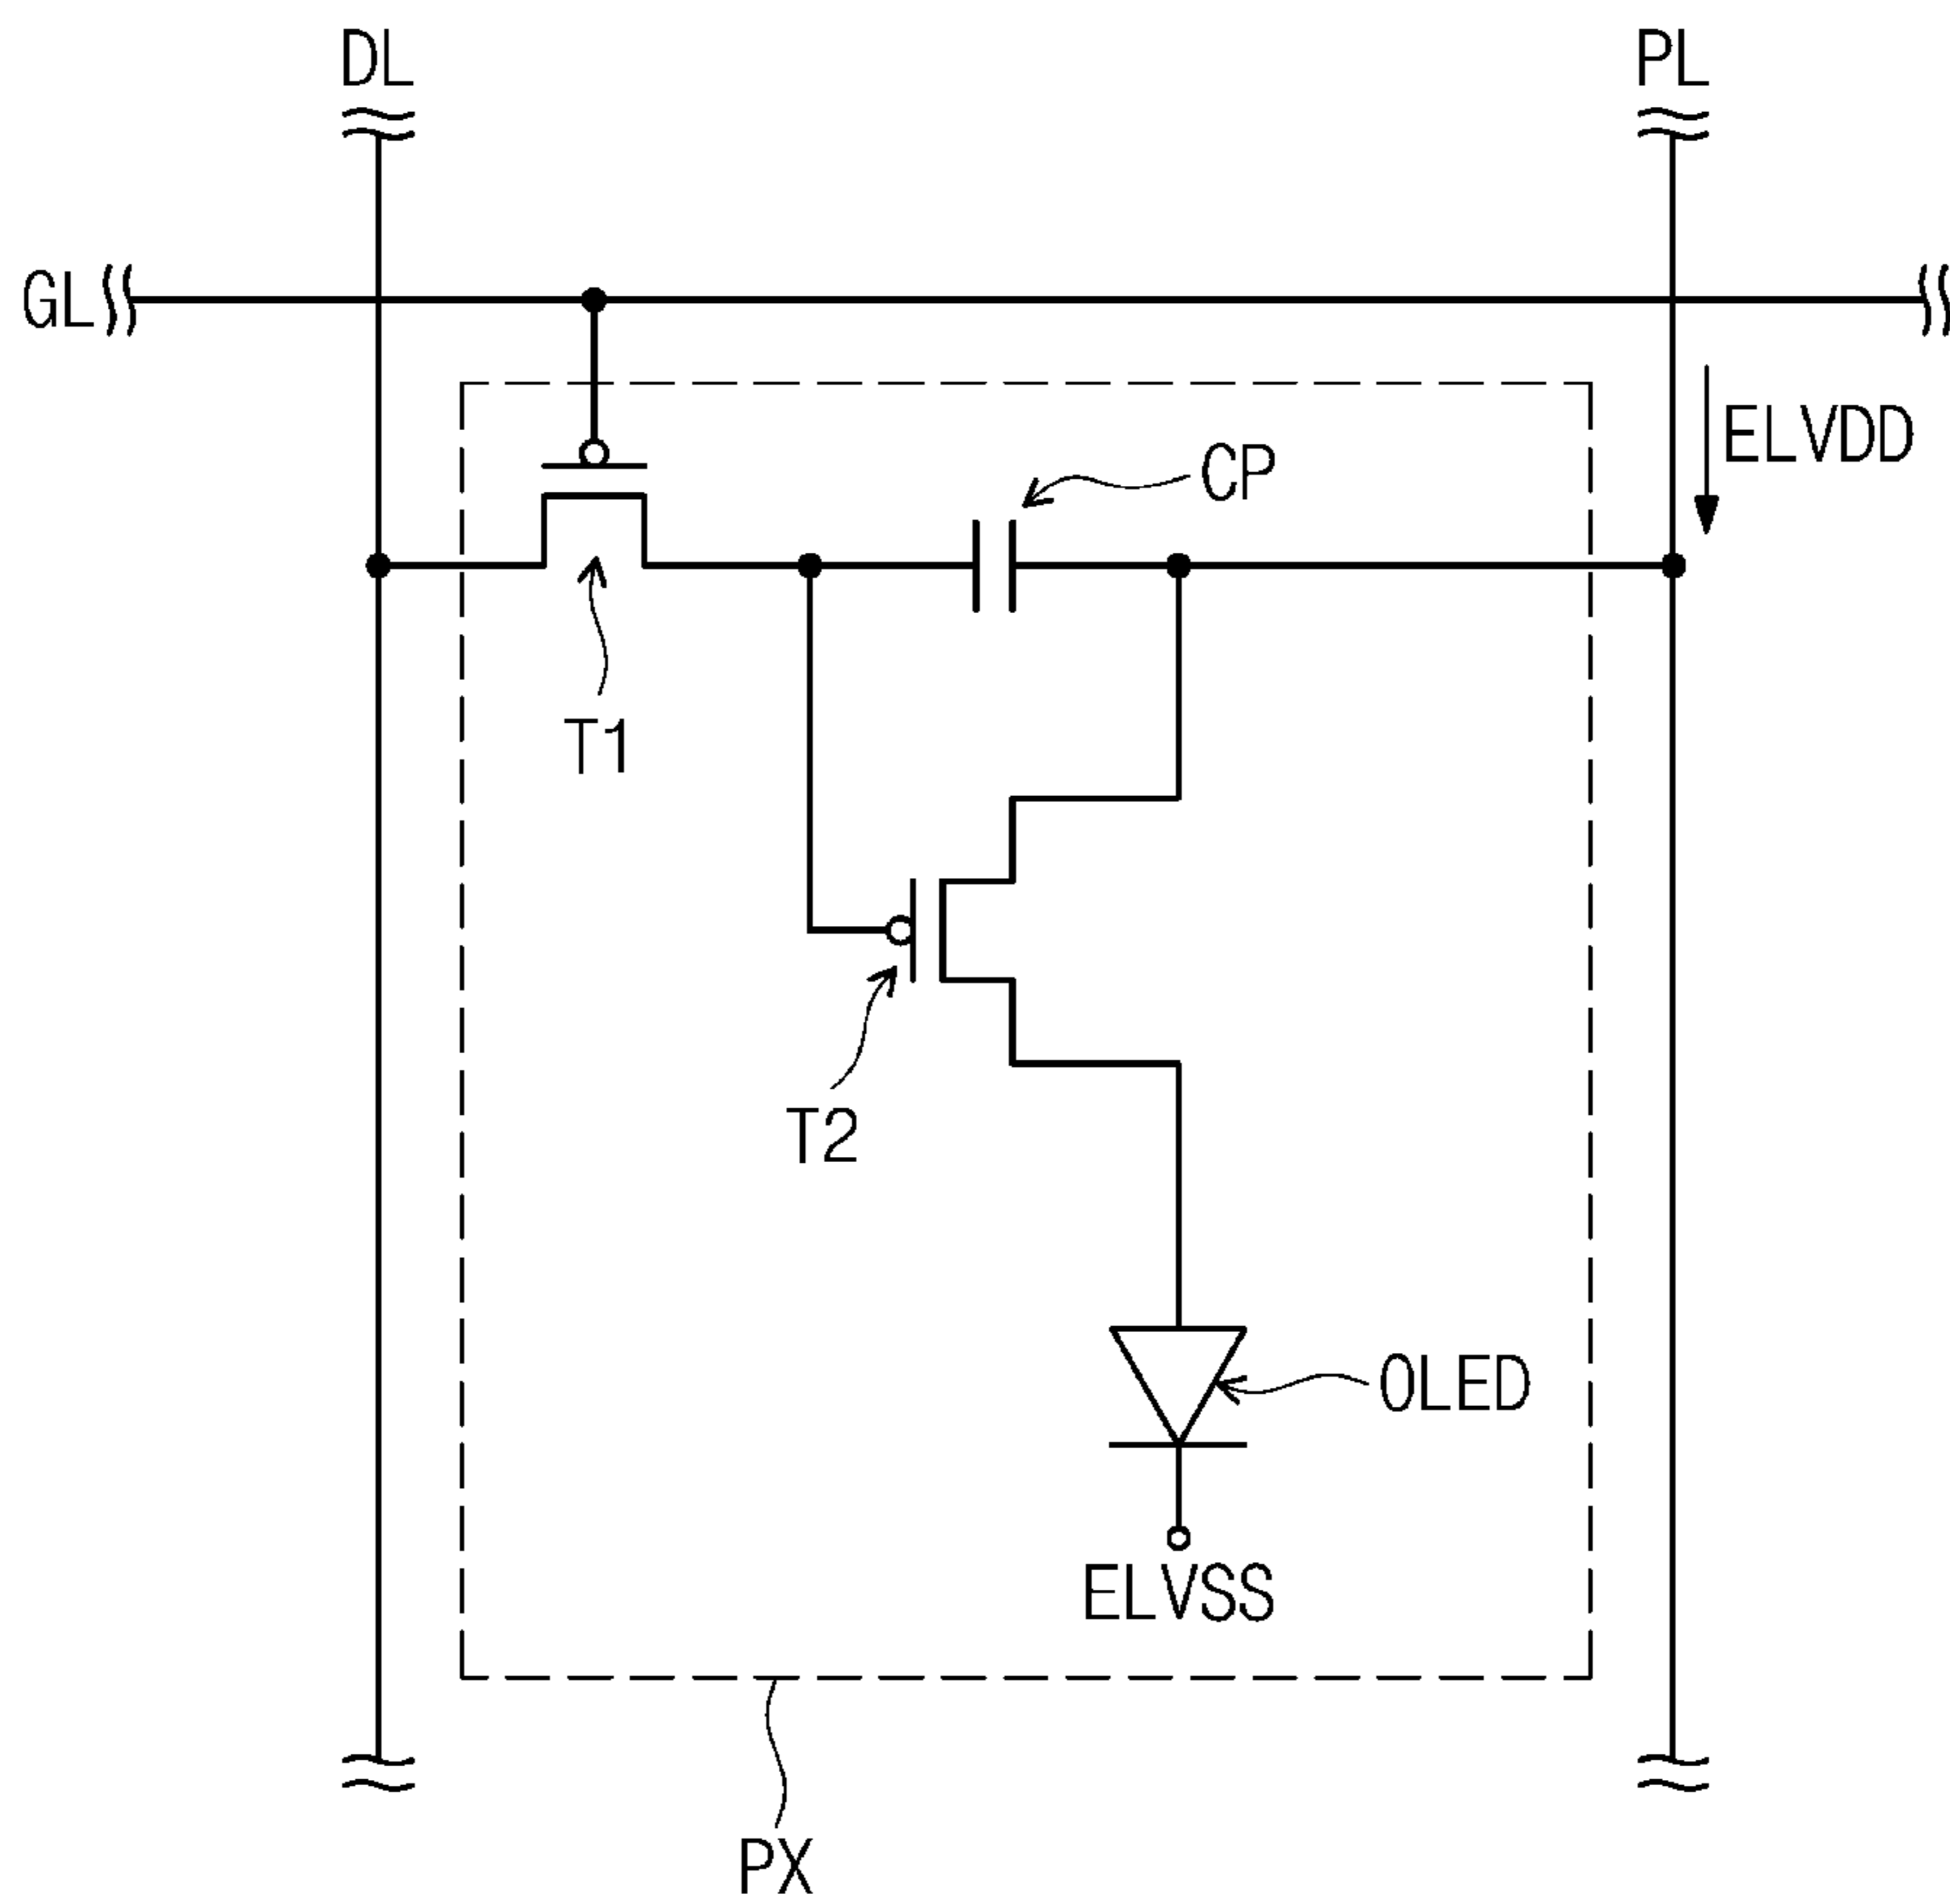 DL
PL
GL
ELVDD
CP
T1
T2
OLED
ELVSS
PX